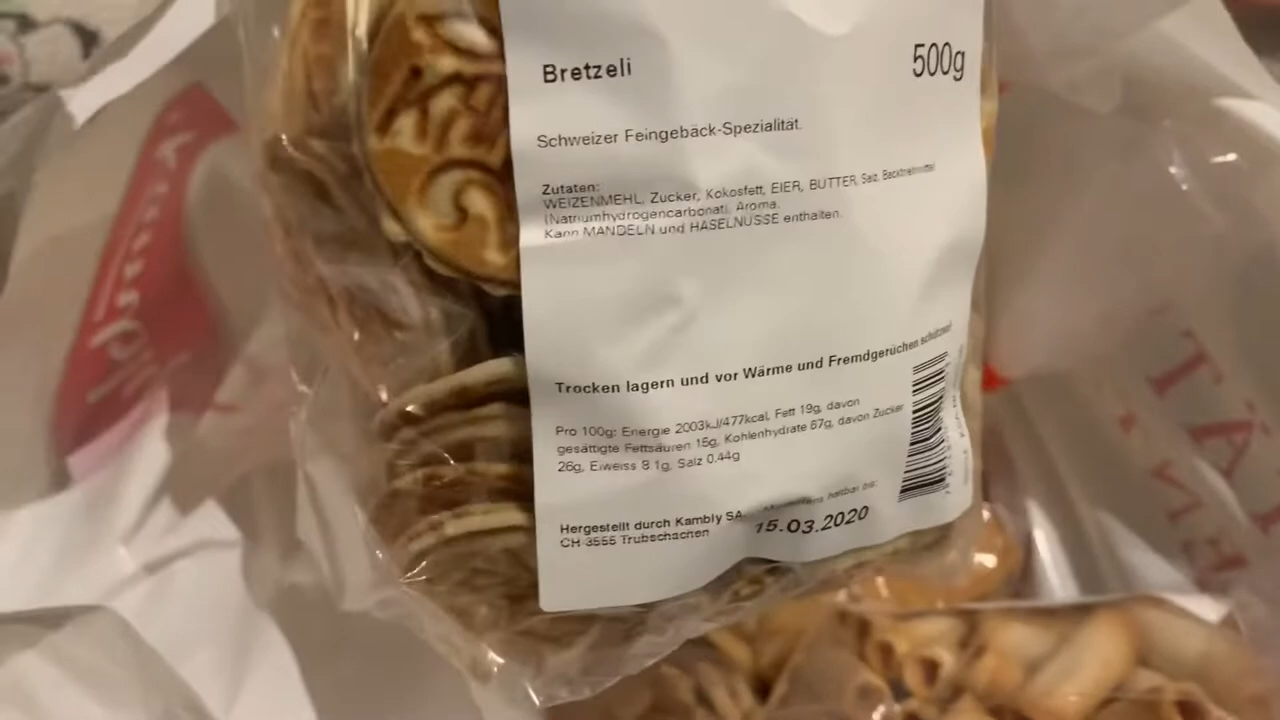 Bretzeli
500g
Schweizer Feingebäck-Spezialität.
Zutaten:
WEIZENMEHL, Zucker, Kokosfett, EIER, BUTTER, Salz, Backtriebmittel
(Natriumhydrogencarbonat), Aroma.
Kann MANDELN und HASELNÜSSE enthalten.
Trocken lagern und vor Wärme und Fremdgerüchen schützen!
Pro 100g: Energie 2003kJ/477kcal, Fett 19g, davon
gesättigte Fettsäuren 15g, Kohlenhydrate 67g, davon Zucker
26g, Eiweiss 8.1g, Salz 0.44g
Hergestellt durch Kambly SA
CH-3555 Trubschachen
Mindestens haltbar bis:
15.03.2020